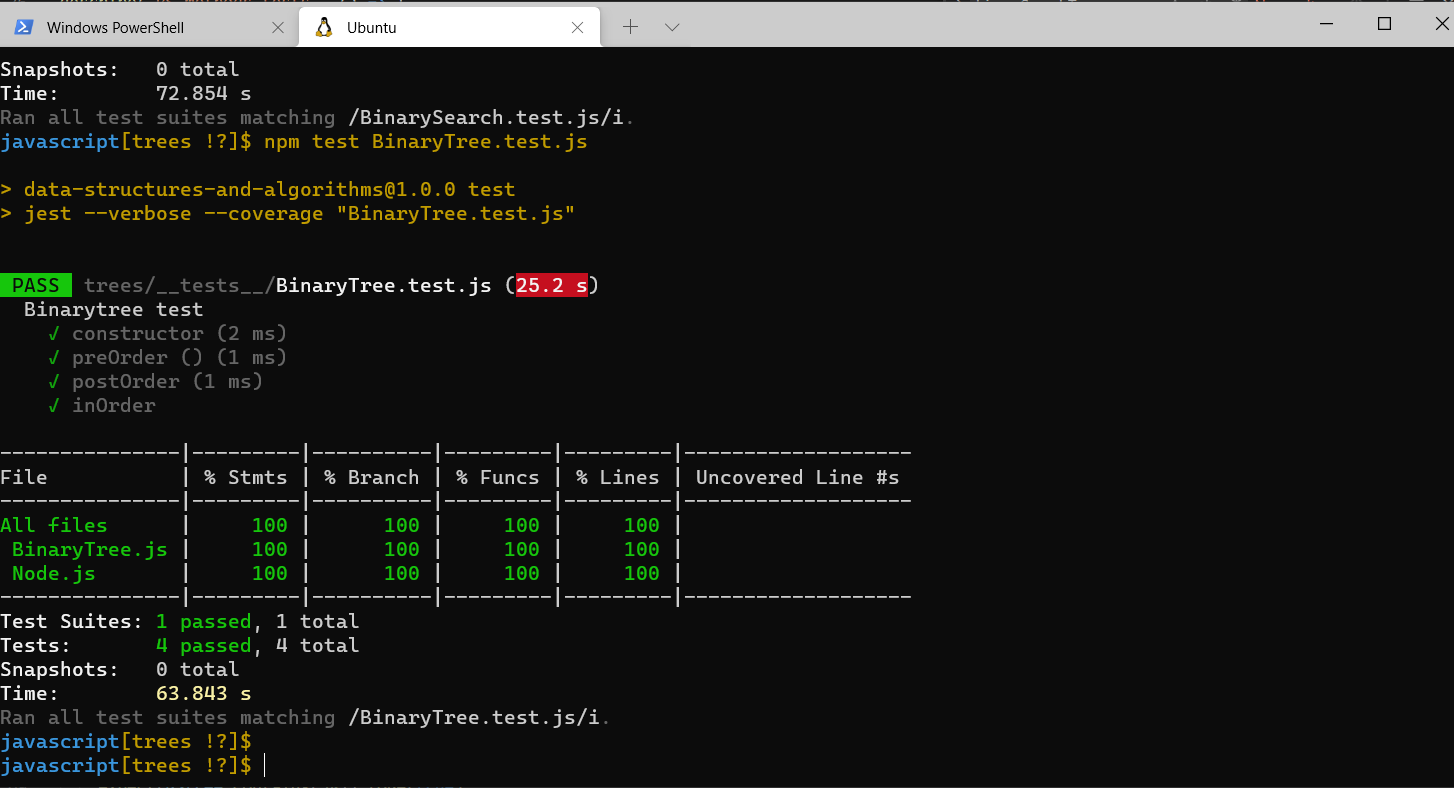 Windows PowerShell
Ubuntu
Snapshots:   0 total
Time:        72.854 s
Ran all test suites matching /BinarySearch.test.js/i.
javascript[trees !?]$ npm test BinaryTree.test.js
> data-structures-and-algorithms@1.0.0 test
> jest --verbose --coverage "BinaryTree.test.js"
PASS  trees/__tests__/BinaryTree.test.js (25.2 s)
  Binarytree test
    √ constructor (2 ms)
    √ preOrder () (1 ms)
    √ postOrder (1 ms)
    √ inOrder
---------------|---------|----------|---------|---------|-------------------
File           | % Stmts | % Branch | % Funcs | % Lines | Uncovered Line #s
---------------|---------|----------|---------|---------|-------------------
All files      |     100 |      100 |     100 |     100 |
 BinaryTree.js |     100 |      100 |     100 |     100 |
 Node.js       |     100 |      100 |     100 |     100 |
---------------|---------|----------|---------|---------|-------------------
Test Suites: 1 passed, 1 total
Tests:       4 passed, 4 total
Snapshots:   0 total
Time:        63.843 s
Ran all test suites matching /BinaryTree.test.js/i.
javascript[trees !?]$
javascript[trees !?]$